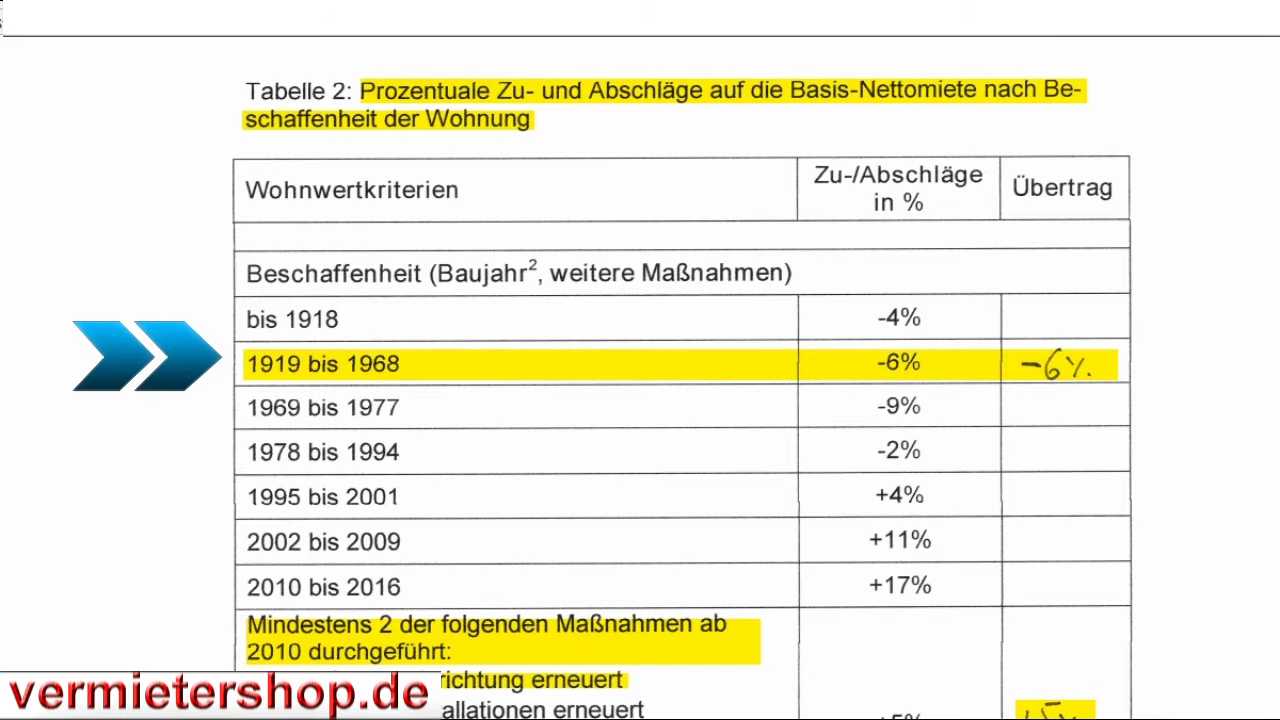 Tabelle 2: Prozentuale Zu- und Abschläge auf die Basis-Nettomiete nach Be-
schaffenheit der Wohnung
Wohnwertkriterien
Zu-/Abschläge
in %
Übertrag
Beschaffenheit (Baujahr², weitere Maßnahmen)
bis 1918 -4%
1919 bis 1968 -6% -6%
1969 bis 1977 -9%
1978 bis 1994 -2%
1995 bis 2001 +4%
2002 bis 2009 +11%
2010 bis 2016 +17%
Mindestens 2 der folgenden Maßnahmen ab
2010 durchgeführt:
richtung erneuert
allationen erneuert
vermietershop.de